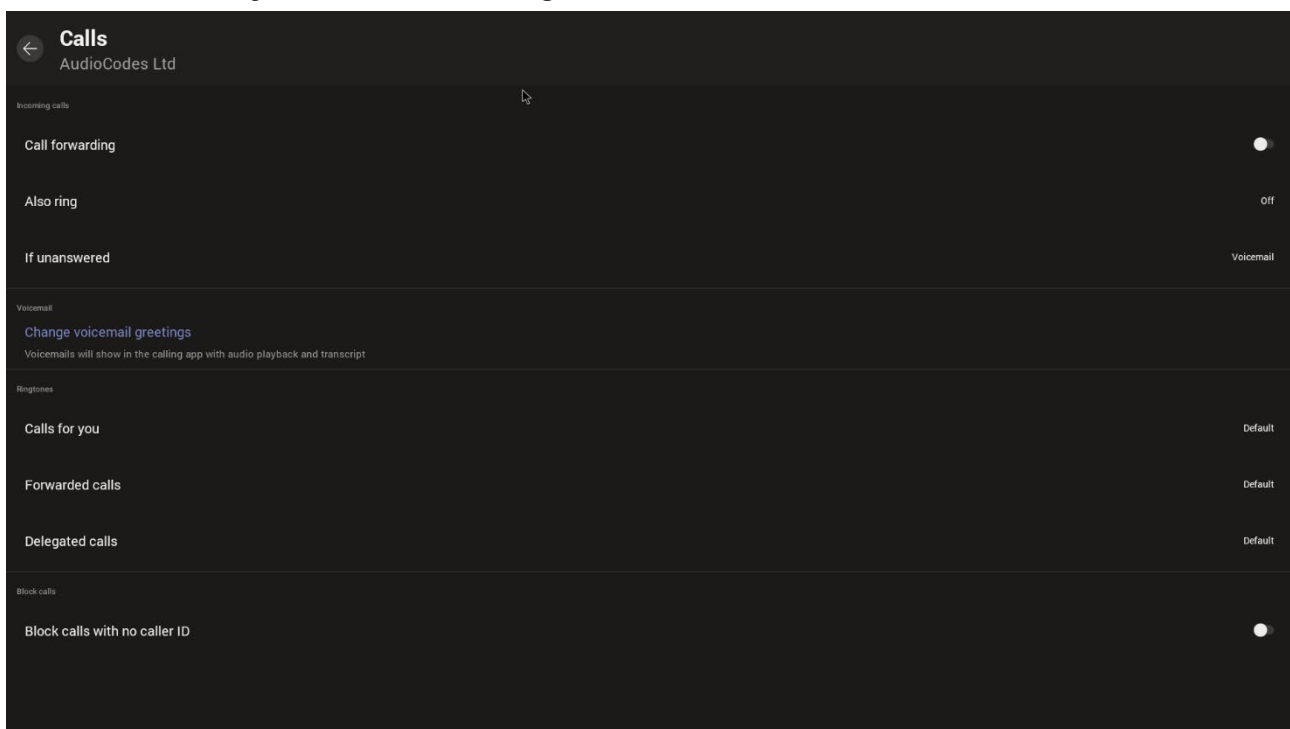 Calls
AudioCodes Ltd
Incoming calls
Call forwarding
Also ring
Off
If unanswered
Voicemail
Voicemail
Change voicemail greetings
Voicemails will show in the calling app with audio playback and transcript
Ringtones
Calls for you
Default
Forwarded calls
Default
Delegated calls
Default
Block calls
Block calls with no caller ID